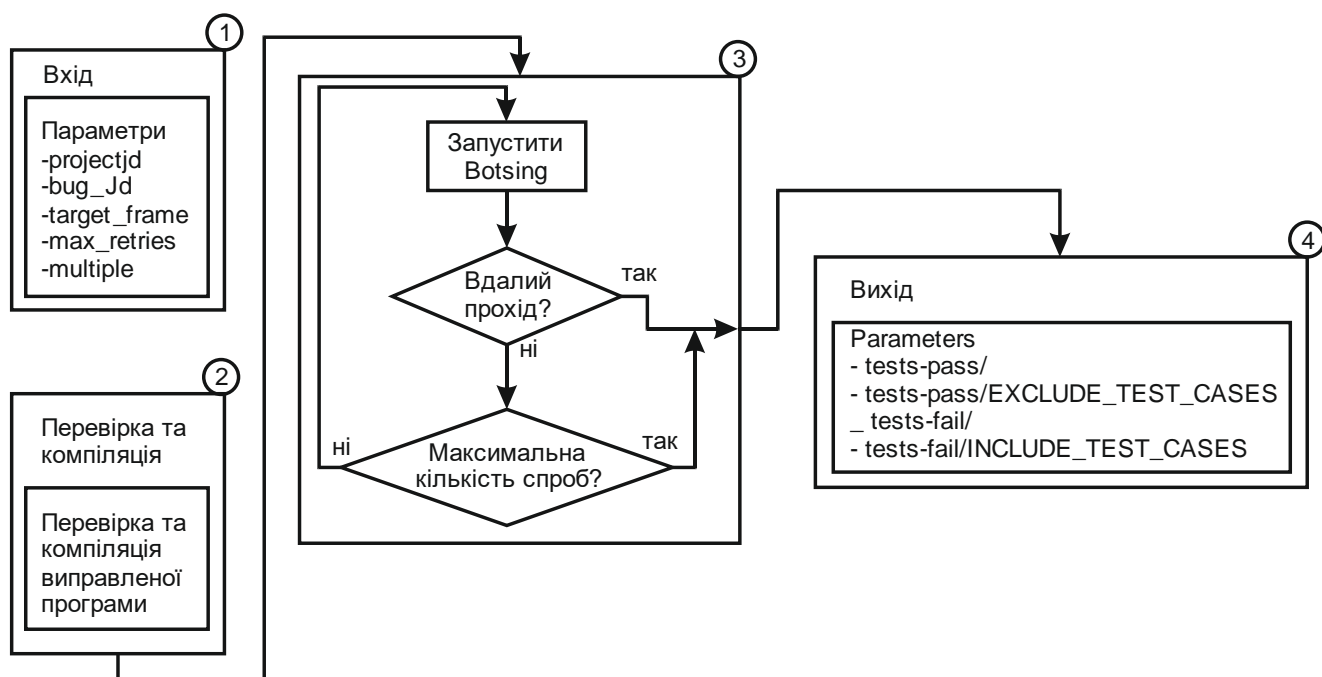 1
Вхід
Параметри
-projectjd
-bug_Jd
-target_frame
-max_retries
-multiple
2
Перевірка та
компіляція
Перевірка та
компіляція
виправленої
програми
3
Запустити
Botsing
Вдалий
прохід?
так
ні
Максимальна
кількість спроб?
ні
так
4
Вихід
Parameters
- tests-pass/
- tests-pass/EXCLUDE_TEST_CASES
_ tests-fail/
- tests-fail/INCLUDE_TEST_CASES